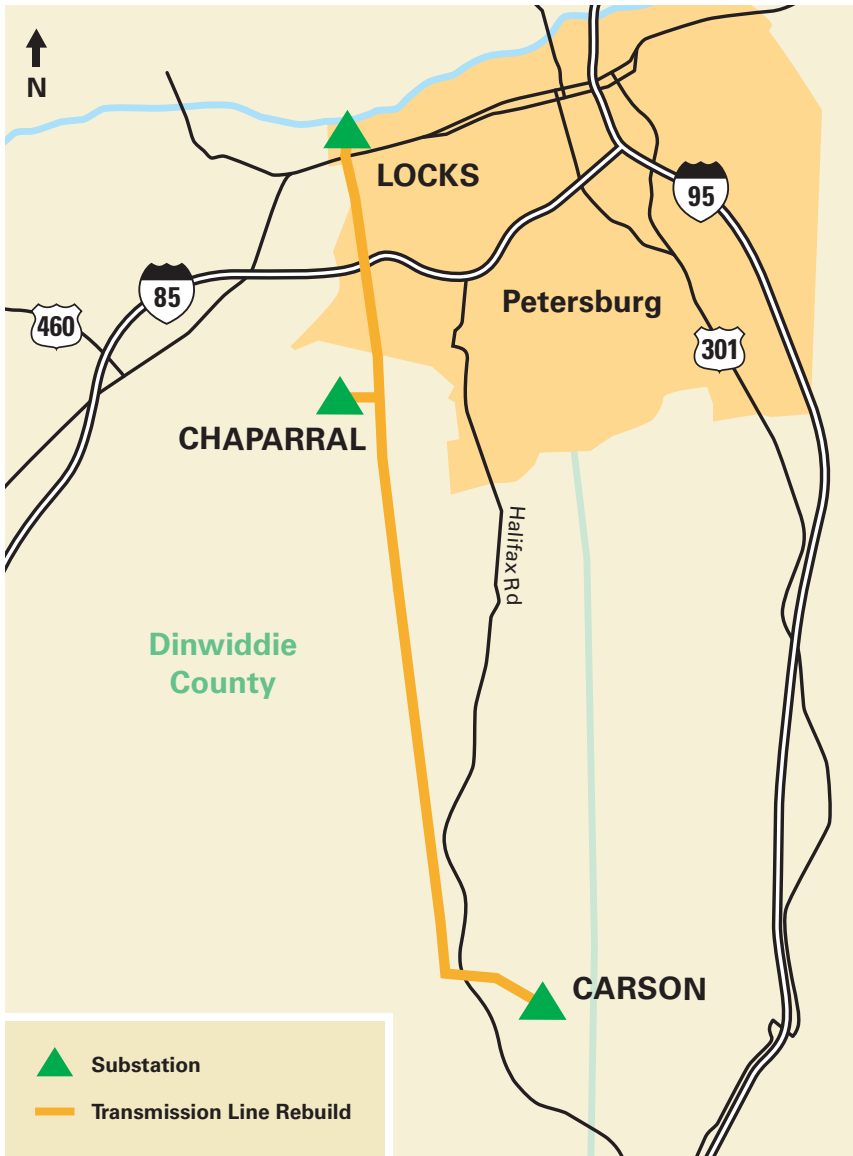 N
LOCKS
95
85
Petersburg
460
301
CHAPARRAL
Halifax Rd
Dinwiddie
County
CARSON
Substation
Transmission Line Rebuild